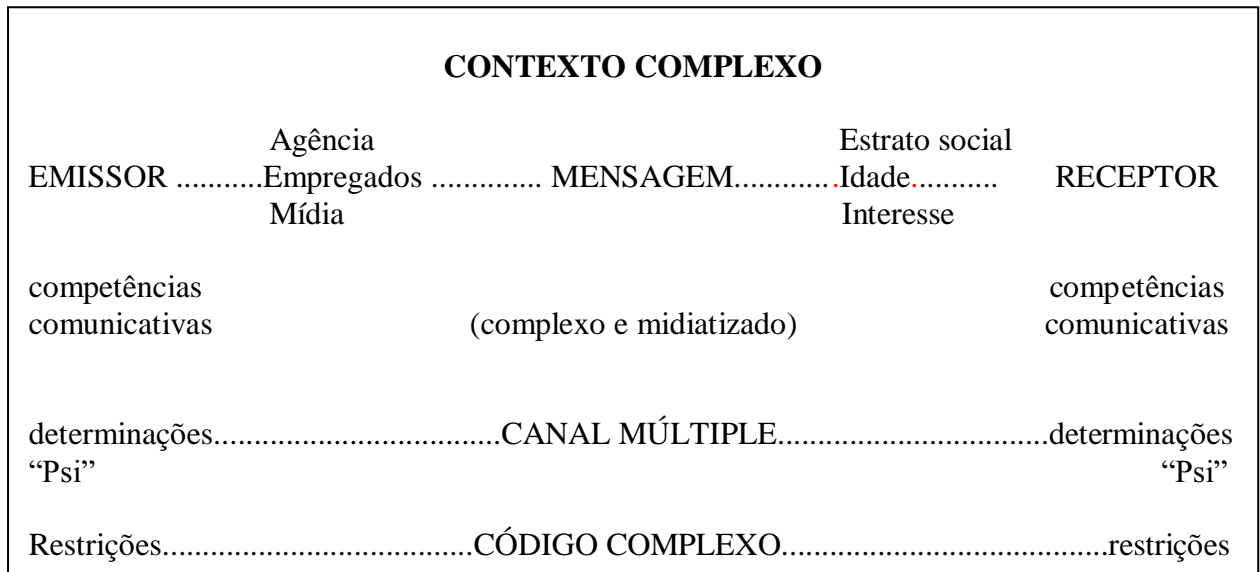 CONTEXTO COMPLEXO
Agência Estrato social
EMISSOR ...........Empregados .............. MENSAGEM.............Idade........... RECEPTOR
Mídia Interesse
competências competências
comunicativas (complexo e midiatizado) comunicativas
determinações...................................CANAL MÚLTIPLE.................................determinações
“Psi” “Psi”
Restrições......................................CÓDIGO COMPLEXO........................................restrições